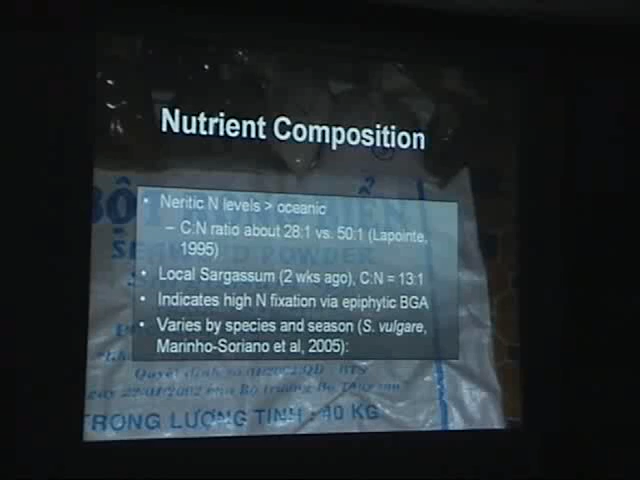 Nutrient Composition
• Neritic N levels > oceanic
– C:N ratio about 28:1 vs. 50:1 (Lapointe,
1995)
• Local Sargassum (2 wks ago), C:N = 13:1
• Indicates high N fixation via epiphytic BGA
• Varies by species and season (S. vulgare,
Marinho-Soriano et al, 2005):
BỘT
POWDER
TRỌNG LƯỢNG TỊNH : 40 KG